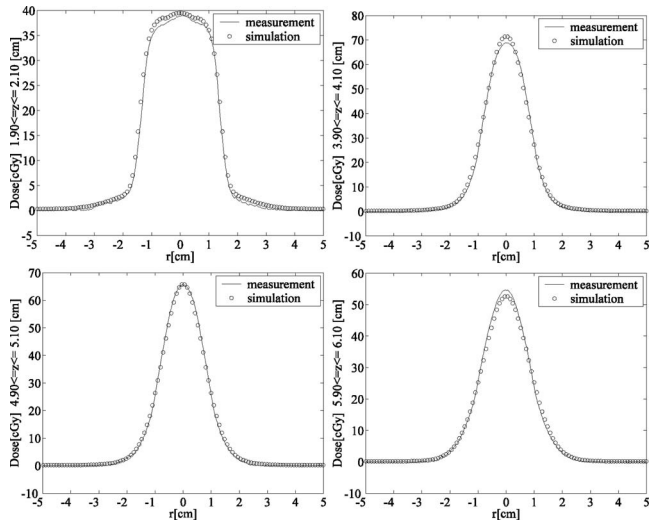 measurement
simulation
Dose[cGy] 1.90<=z<= 2.10 [cm]
40
35
30
25
20
15
10
5
0
-5
-5 -4 -3 -2 -1 0 1 2 3 4 5
r[cm]
measurement
simulation
Dose[cGy] 3.90<=z<= 4.10 [cm]
80
70
60
50
40
30
20
10
0
-10
-5 -4 -3 -2 -1 0 1 2 3 4 5
r[cm]
measurement
simulation
Dose[cGy] 4.90<=z<= 5.10 [cm]
70
60
50
40
30
20
10
0
-10
-5 -4 -3 -2 -1 0 1 2 3 4 5
r[cm]
measurement
simulation
Dose[cGy] 5.90<=z<= 6.10 [cm]
60
50
40
30
20
10
0
-10
-5 -4 -3 -2 -1 0 1 2 3 4 5
r[cm]